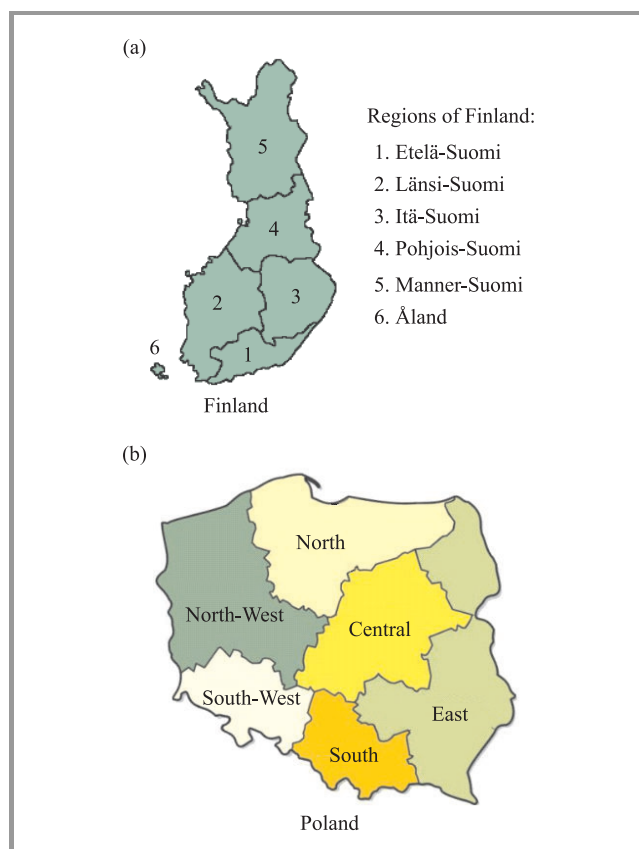 (a)
Regions of Finland:
5
1. Etelä-Suomi
2. Länsi-Suomi
3. Itä-Suomi
4
4. Pohjois-Suomi
5. Manner-Suomi
2
3
6. Åland
6
1
Finland
(b)
North
North-West
Central
South-West
East
South
Poland